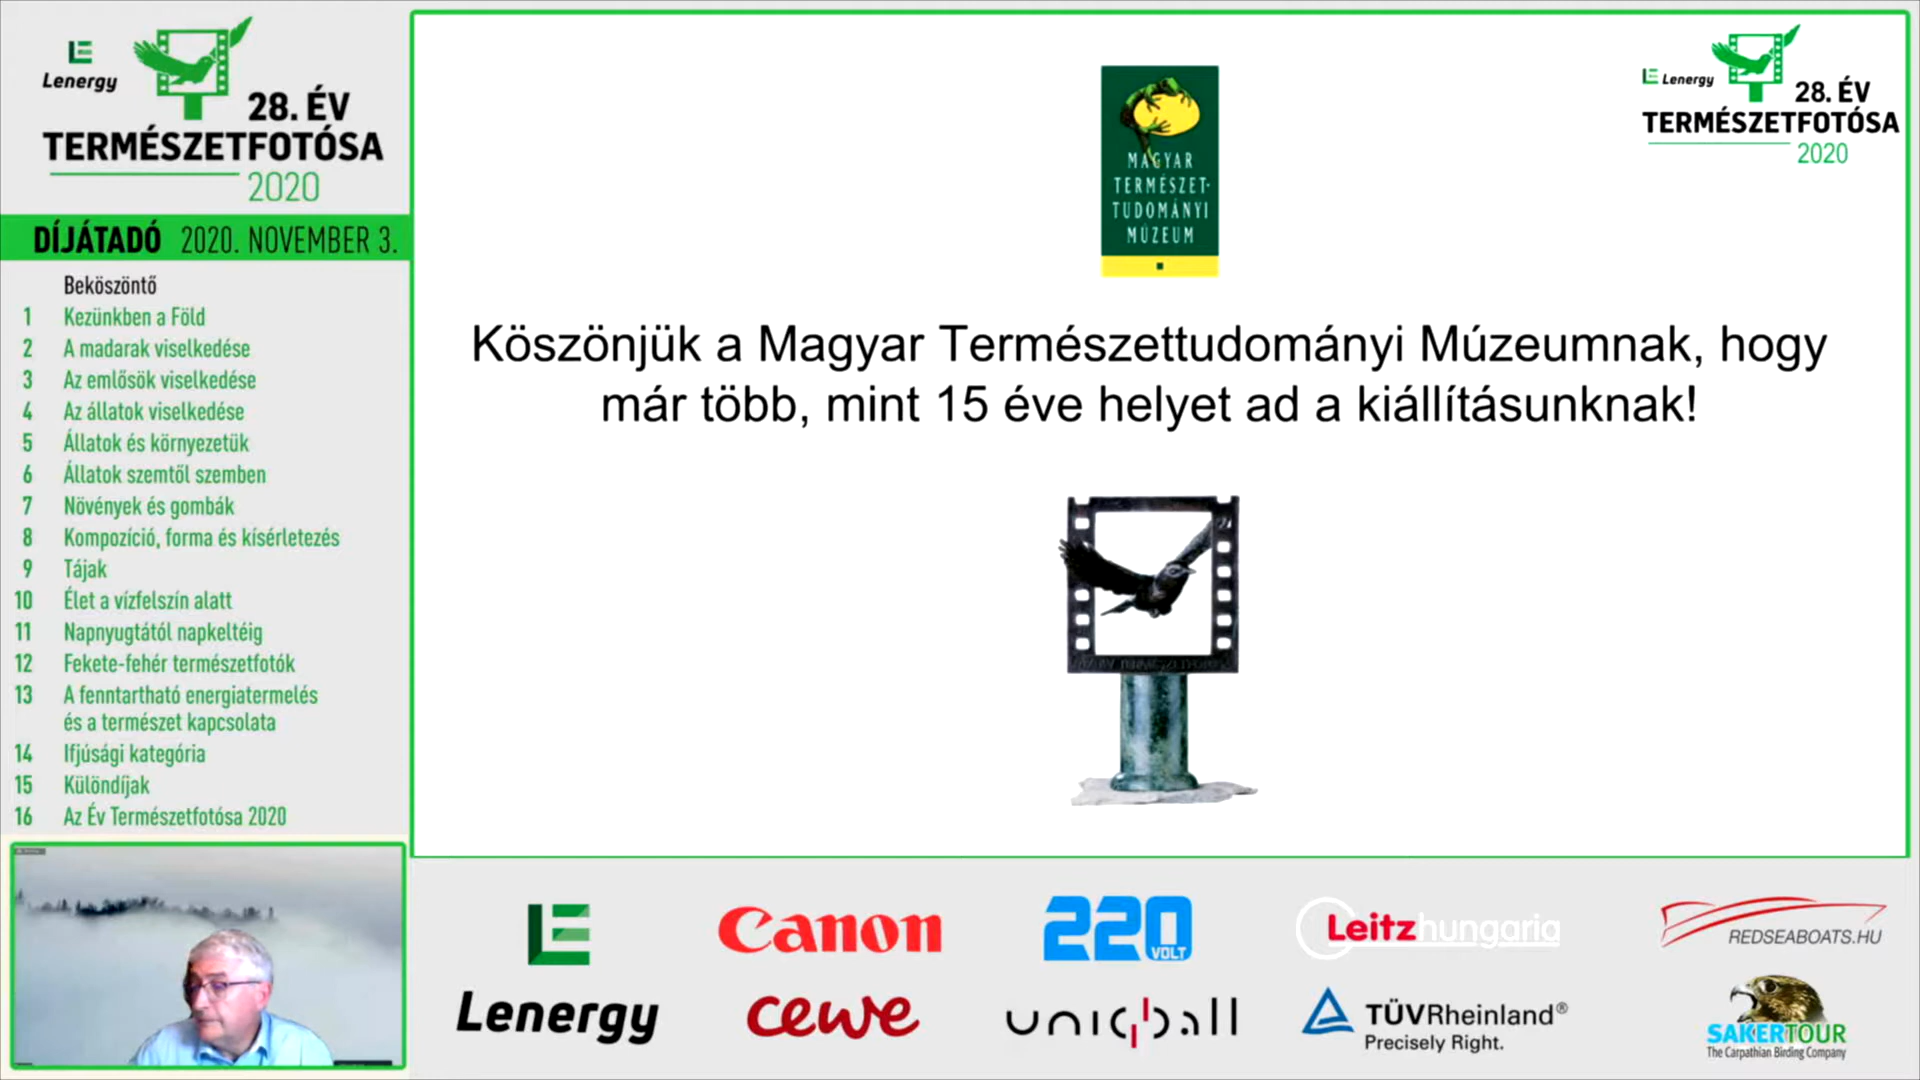 Lenergy
28. ÉV
TERMÉSZETFOTÓSA
2020
DÍJÁTADÓ 2020. NOVEMBER 3.
Beköszöntő
1 Kezünkben a Föld
2 A madarak viselkedése
3 Az emlősök viselkedése
4 Az állatok viselkedése
5 Állatok és környezetük
6 Állatok szemtől szemben
7 Növények és gombák
8 Kompozíció, forma és kísérletezés
9 Tájak
10 Élet a vízfelszín alatt
11 Napnyugtától napkeltéig
12 Fekete-fehér természetfotók
13 A fenntartható energiatermelés
és a természet kapcsolata
14 Ifjúsági kategória
15 Különdíjak
16 Az Év Természetfotósa 2020
MAGYAR
TERMÉSZET-
TUDOMÁNYI
MÚZEUM
Lenergy
28. ÉV
TERMÉSZETFOTÓSA
2020
Köszönjük a Magyar Természettudományi Múzeumnak, hogy
már több, mint 15 éve helyet ad a kiállításunknak!
Lenergy
Canon
220
VOLT
Leitz hungaria
REDSEABOATS.HU
cewe
uniqball
TÜVRheinland®
Precisely Right.
SAKERTOUR
The Carpathian Birding Company